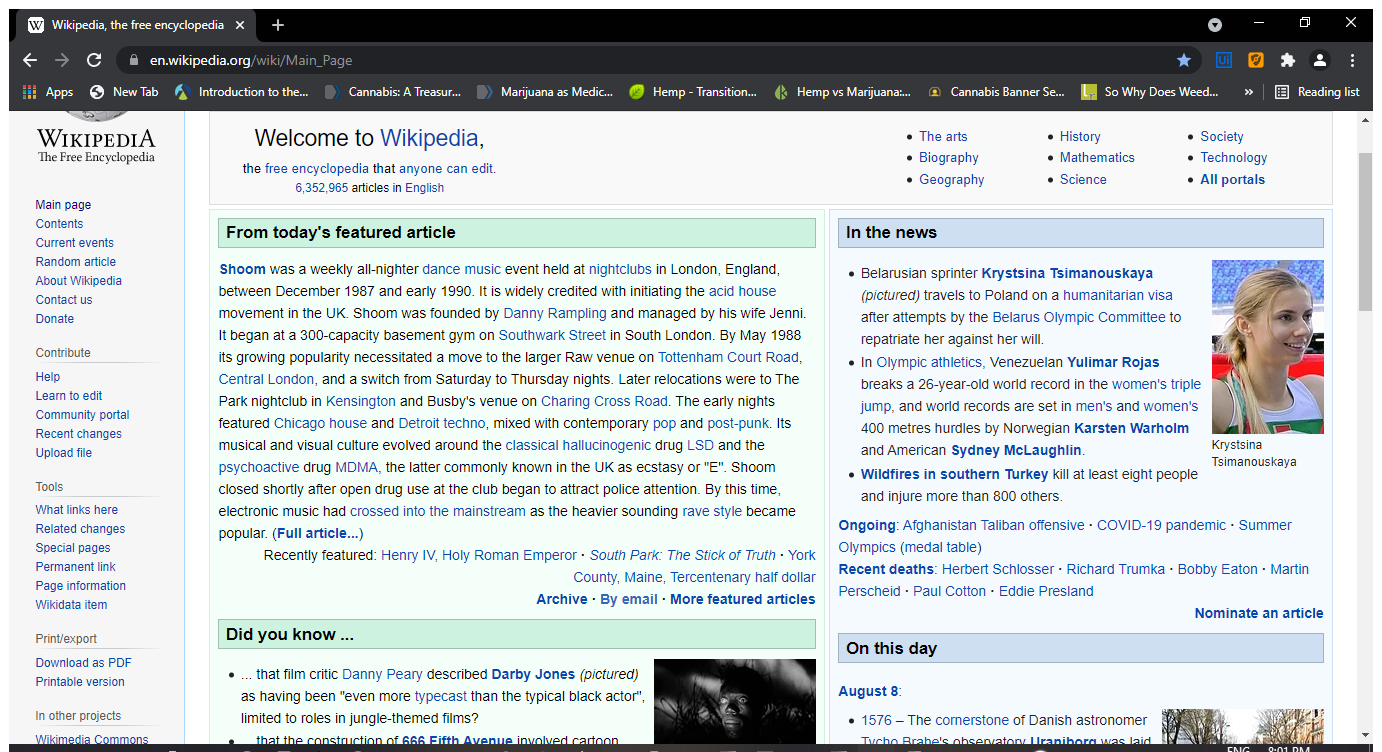 Wikipedia, the free encyclopedia
en.wikipedia.org/wiki/Main_Page
Apps
New Tab
Introduction to the...
Cannabis: A Treasur...
Marijuana as Medic...
Hemp - Transition...
Hemp vs Marijuana:...
Cannabis Banner Se...
So Why Does Weed...
»
Reading list
WIKIPEDIA
The Free Encyclopedia
Main page
Contents
Current events
Random article
About Wikipedia
Contact us
Donate
Contribute
Help
Learn to edit
Community portal
Recent changes
Upload file
Tools
What links here
Related changes
Special pages
Permanent link
Page information
Wikidata item
Print/export
Download as PDF
Printable version
In other projects
Wikimedia Commons
Welcome to Wikipedia,
the free encyclopedia that anyone can edit.
6,352,965 articles in English
• The arts
• Biography
• Geography
• History
• Mathematics
• Science
• Society
• Technology
• All portals
From today's featured article
Shoom was a weekly all-nighter dance music event held at nightclubs in London, England,
between December 1987 and early 1990. It is widely credited with initiating the acid house
movement in the UK. Shoom was founded by Danny Rampling and managed by his wife Jenni.
It began at a 300-capacity basement gym on Southwark Street in South London. By May 1988
its growing popularity necessitated a move to the larger Raw venue on Tottenham Court Road,
Central London, and a switch from Saturday to Thursday nights. Later relocations were to The
Park nightclub in Kensington and Busby's venue on Charing Cross Road. The early nights
featured Chicago house and Detroit techno, mixed with contemporary pop and post-punk. Its
musical and visual culture evolved around the classical hallucinogenic drug LSD and the
psychoactive drug MDMA, the latter commonly known in the UK as ecstasy or "E". Shoom
closed shortly after open drug use at the club began to attract police attention. By this time,
electronic music had crossed into the mainstream as the heavier sounding rave style became
popular. (Full article...)
Recently featured: Henry IV, Holy Roman Emperor · South Park: The Stick of Truth · York
County, Maine, Tercentenary half dollar
Archive · By email · More featured articles
Did you know ...
• ... that film critic Danny Peary described Darby Jones (pictured)
as having been "even more typecast than the typical black actor",
limited to roles in jungle-themed films?
• ... that the construction of 666 Fifth Avenue involved cartoon
In the news
• Belarusian sprinter Krystsina Tsimanouskaya
(pictured) travels to Poland on a humanitarian visa
after attempts by the Belarus Olympic Committee to
repatriate her against her will.
• In Olympic athletics, Venezuelan Yulimar Rojas
breaks a 26-year-old world record in the women's triple
jump, and world records are set in men's and women's
400 metres hurdles by Norwegian Karsten Warholm
and American Sydney McLaughlin.
• Wildfires in southern Turkey kill at least eight people
and injure more than 800 others.
Krystsina
Tsimanouskaya
Ongoing: Afghanistan Taliban offensive · COVID-19 pandemic · Summer
Olympics (medal table)
Recent deaths: Herbert Schlosser · Richard Trumka · Bobby Eaton · Martin
Perscheid · Paul Cotton · Eddie Presland
Nominate an article
On this day
August 8:
• 1576 – The cornerstone of Danish astronomer
Tycho Brahe's observatory Uraniborg was laid
ENG 8:01 PM